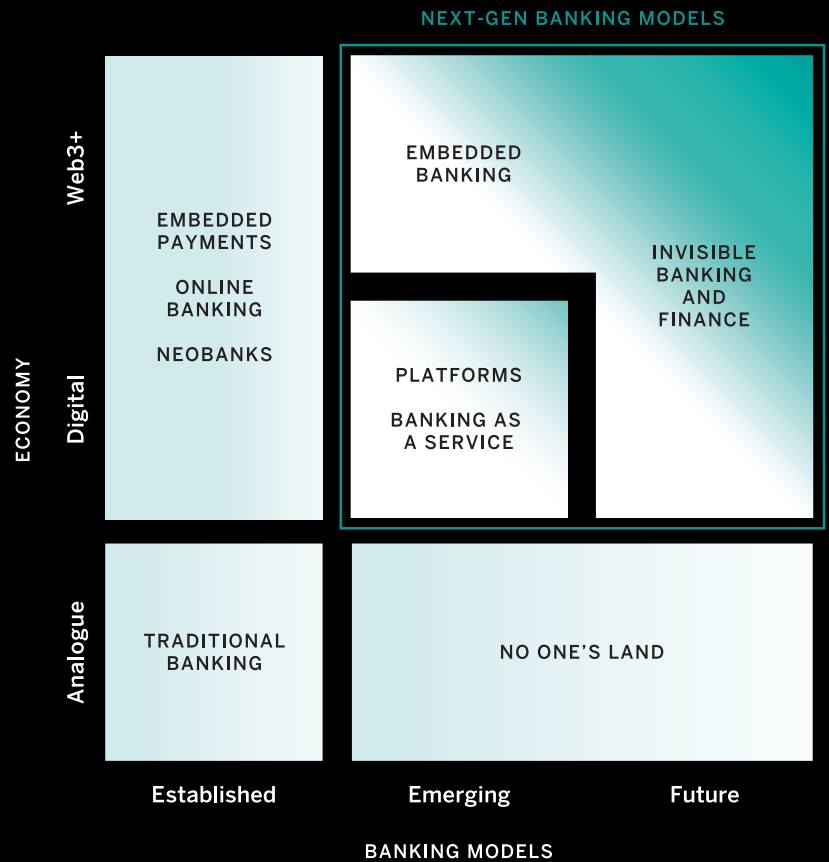 NEXT-GEN BANKING MODELS
Web3+
EMBEDDED
PAYMENTS
ONLINE
BANKING
NEOBANKS
EMBEDDED
BANKING
INVISIBLE
BANKING
AND
FINANCE
ECONOMY
Digital
PLATFORMS
BANKING AS
A SERVICE
Analogue
TRADITIONAL
BANKING
NO ONE'S LAND
Established
Emerging
Future
BANKING MODELS